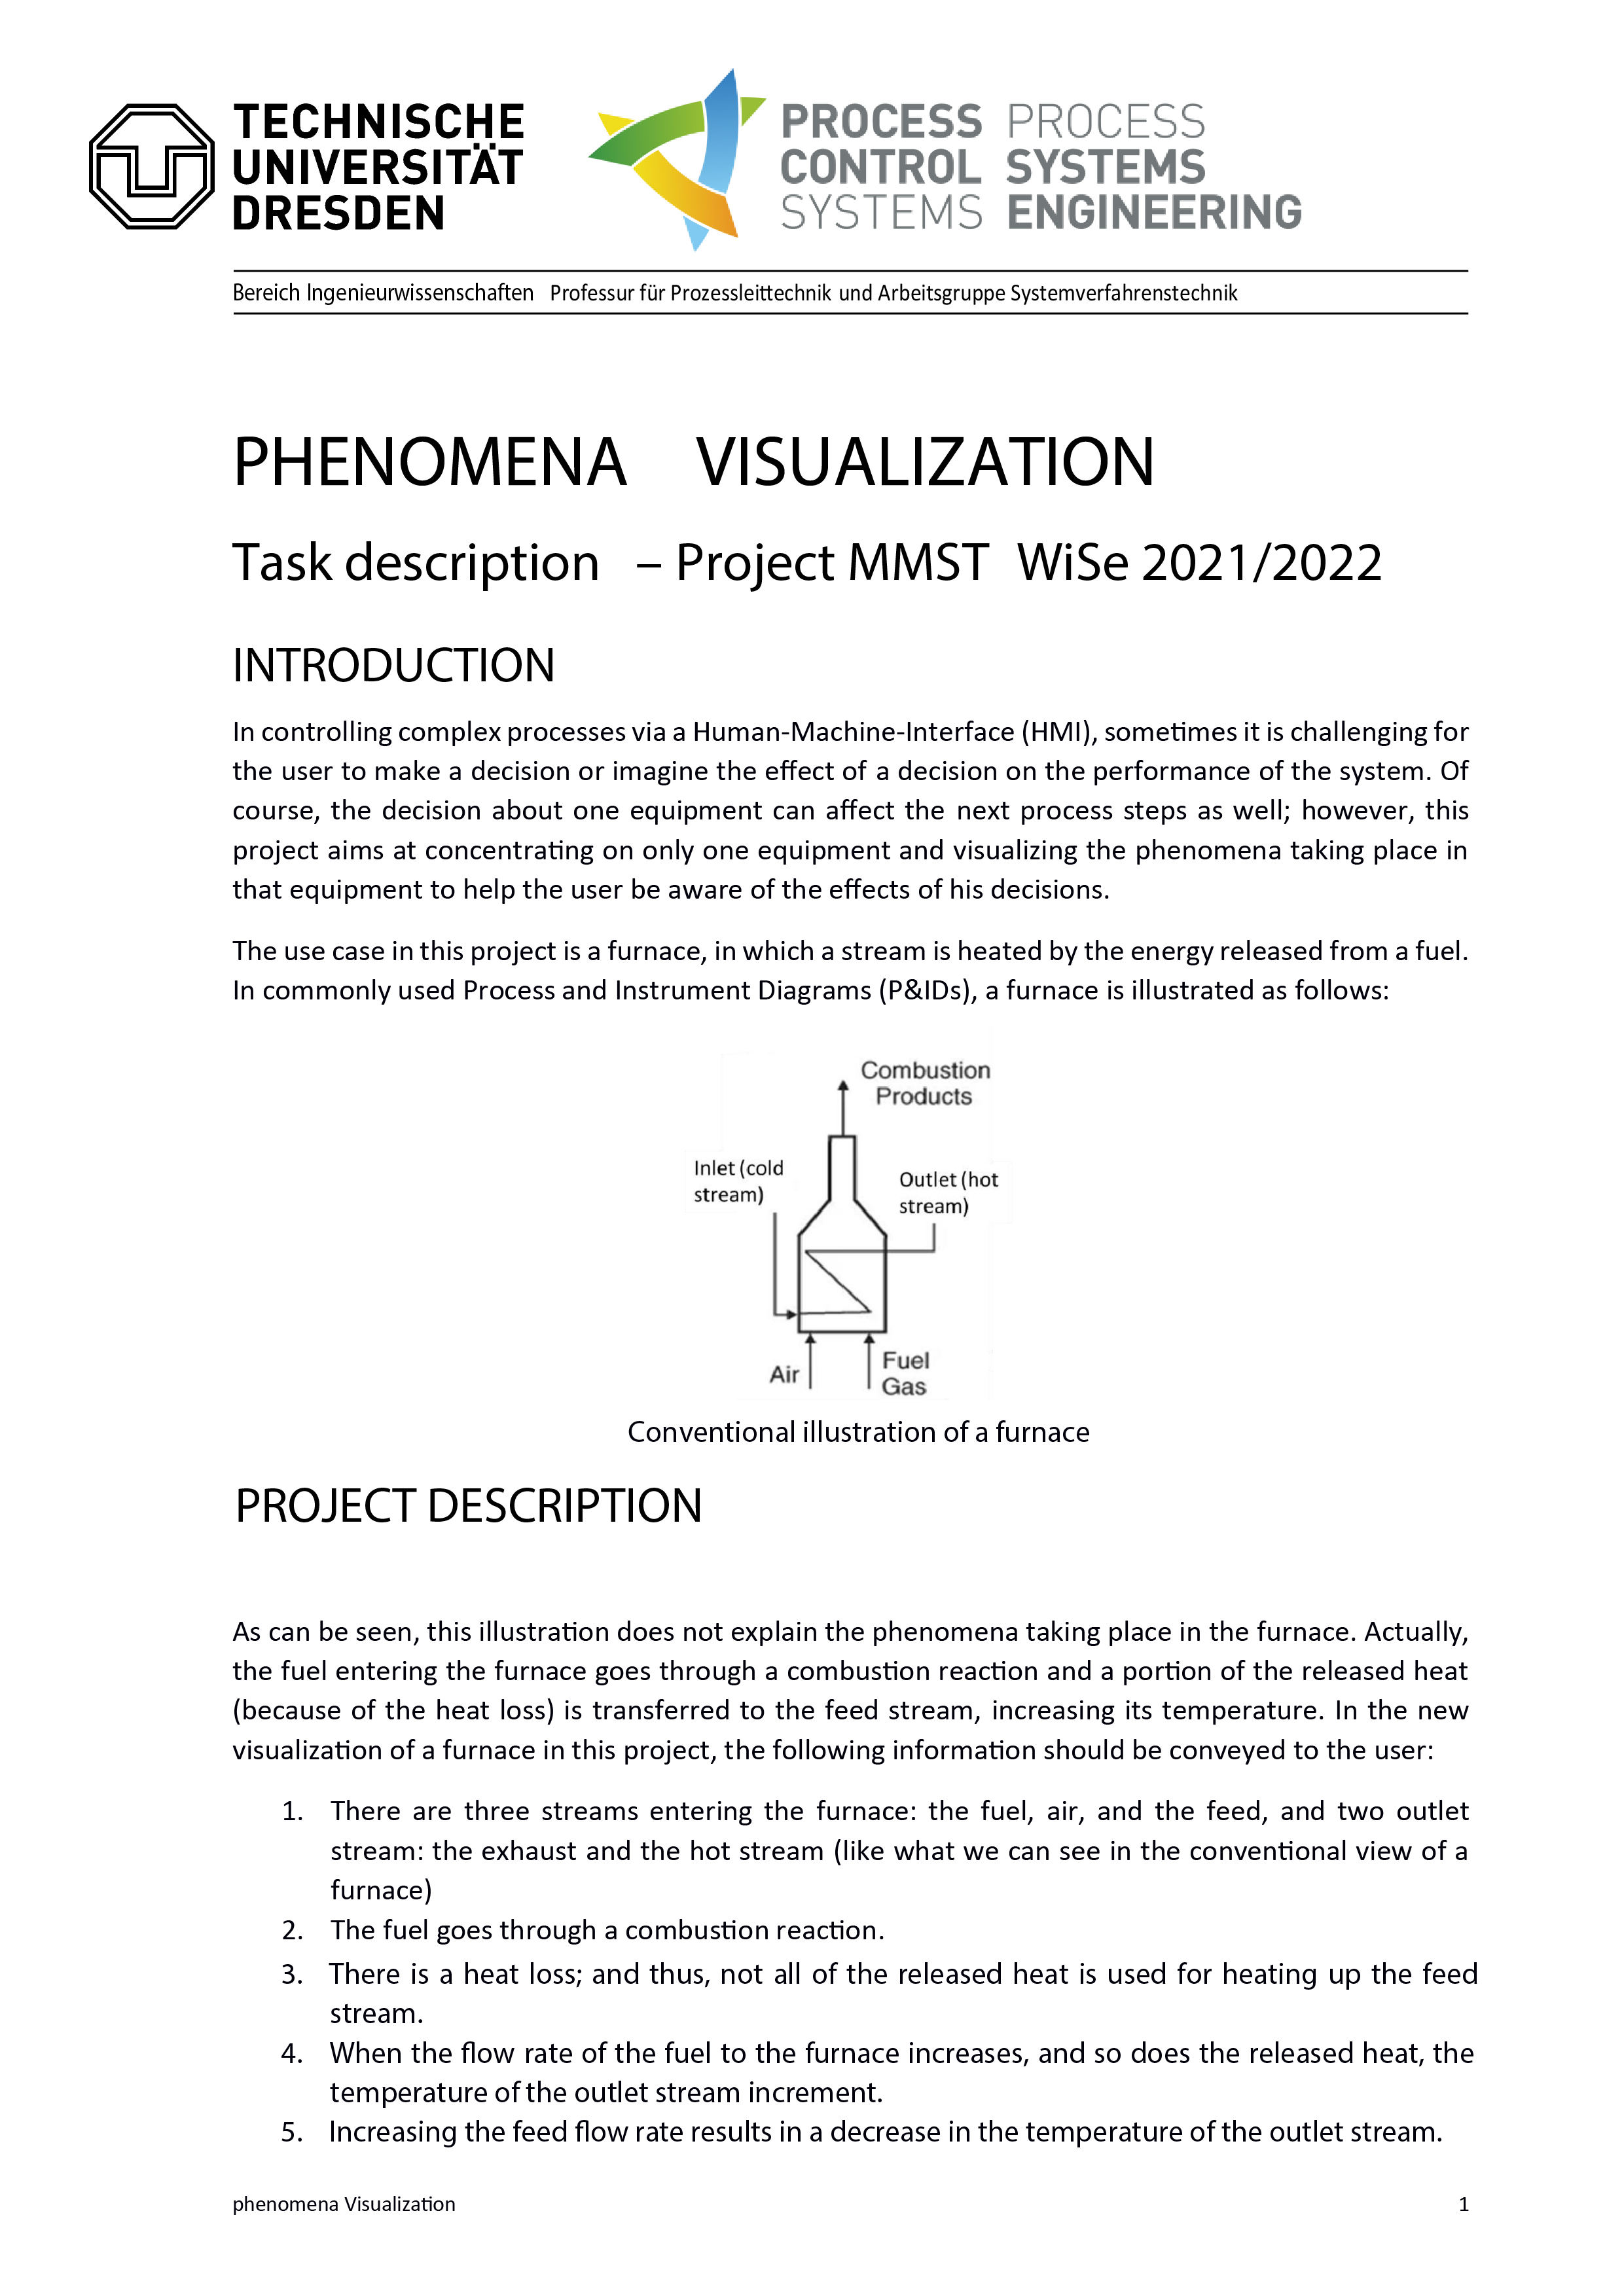 TECHNISCHE
UNIVERSITÄT
DRESDEN
PROCESS
CONTROL
SYSTEMS
PROCESS
SYSTEMS
ENGINEERING
Bereich Ingenieurwissenschaften Professur für Prozessleittechnik und Arbeitsgruppe Systemverfahrenstechnik
PHENOMENA VISUALIZATION
Task description – Project MMST WiSe 2021/2022
INTRODUCTION
In controlling complex processes via a Human-Machine-Interface (HMI), sometimes it is challenging for
the user to make a decision or imagine the effect of a decision on the performance of the system. Of
course, the decision about one equipment can affect the next process steps as well; however, this
project aims at concentrating on only one equipment and visualizing the phenomena taking place in
that equipment to help the user be aware of the effects of his decisions.
The use case in this project is a furnace, in which a stream is heated by the energy released from a fuel.
In commonly used Process and Instrument Diagrams (P&IDs), a furnace is illustrated as follows:
Combustion
Products
Inlet (cold
stream)
Outlet (hot
stream)
Air
Fuel
Gas
Conventional illustration of a furnace
PROJECT DESCRIPTION
As can be seen, this illustration does not explain the phenomena taking place in the furnace. Actually,
the fuel entering the furnace goes through a combustion reaction and a portion of the released heat
(because of the heat loss) is transferred to the feed stream, increasing its temperature. In the new
visualization of a furnace in this project, the following information should be conveyed to the user:
1. There are three streams entering the furnace: the fuel, air, and the feed, and two outlet
stream: the exhaust and the hot stream (like what we can see in the conventional view of a
furnace)
2. The fuel goes through a combustion reaction.
3. There is a heat loss; and thus, not all of the released heat is used for heating up the feed
stream.
4. When the flow rate of the fuel to the furnace increases, and so does the released heat, the
temperature of the outlet stream increment.
5. Increasing the feed flow rate results in a decrease in the temperature of the outlet stream.
phenomena Visualization 1